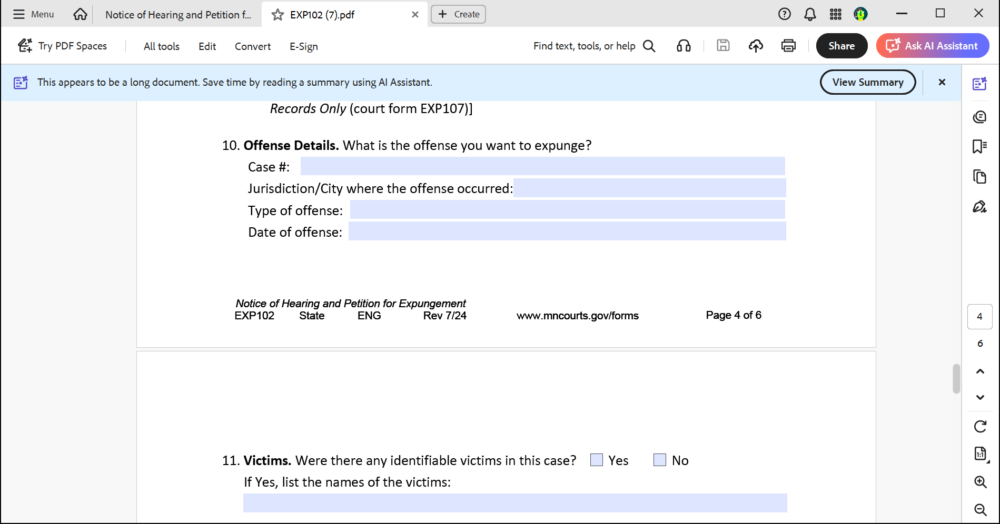 Menu
Notice of Hearing and Petition f...
EXP102 (7).pdf
Create
Try PDF Spaces
All tools
Edit
Convert
E-Sign
Find text, tools, or help
Share
Ask AI Assistant
This appears to be a long document. Save time by reading a summary using AI Assistant.
View Summary
Records Only (court form EXP107)]
10. Offense Details. What is the offense you want to expunge?
Case #:
Jurisdiction/City where the offense occurred:
Type of offense:
Date of offense:
Notice of Hearing and Petition for Expungement
EXP102 State ENG Rev 7/24 www.mncourts.gov/forms Page 4 of 6
4
6
1:1
11. Victims. Were there any identifiable victims in this case? Yes No
If Yes, list the names of the victims: